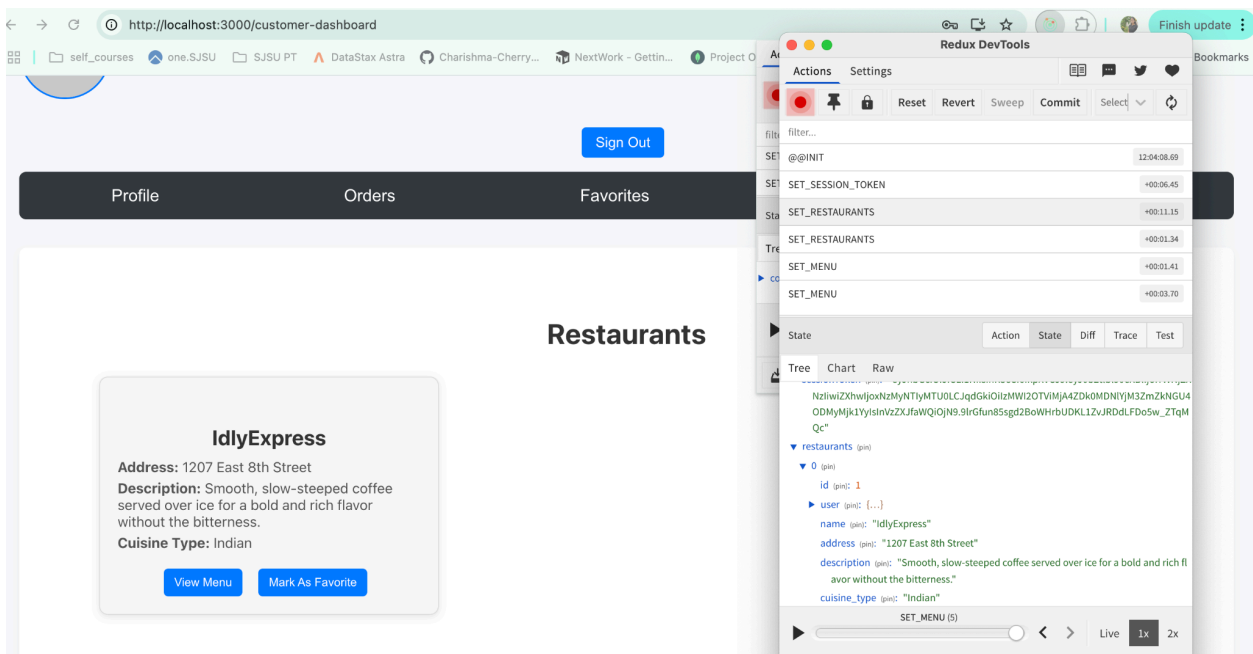 http://localhost:3000/customer-dashboard
Finish update
self_courses
one.SJSU
SJSU PT
DataStax Astra
Charishma-Cherry...
NextWork - Gettin...
Project O
Bookmarks
Sign Out
Profile
Orders
Favorites
Restaurants
IdlyExpress
Address: 1207 East 8th Street
Description: Smooth, slow-steeped coffee
served over ice for a bold and rich flavor
without the bitterness.
Cuisine Type: Indian
View Menu
Mark As Favorite
Ac
filte
SET
SET
Sta
Tre
co
Redux DevTools
Actions
Settings
Reset
Revert
Sweep
Commit
Select
filter...
@@INIT 12:04:08.69
SET_SESSION_TOKEN +00:06.45
SET_RESTAURANTS +00:11.15
SET_RESTAURANTS +00:01.34
SET_MENU +00:01.41
SET_MENU +00:03.70
State
Action
State
Diff
Trace
Test
Tree
Chart
Raw
Qc"
restaurants (pin)
0 (pin)
id (pin): 1
user (pin): {...}
name (pin): "IdlyExpress"
address (pin): "1207 East 8th Street"
description (pin): "Smooth, slow-steeped coffee served over ice for a bold and rich fl
avor without the bitterness."
cuisine_type (pin): "Indian"
SET_MENU (5)
Live
1x
2x